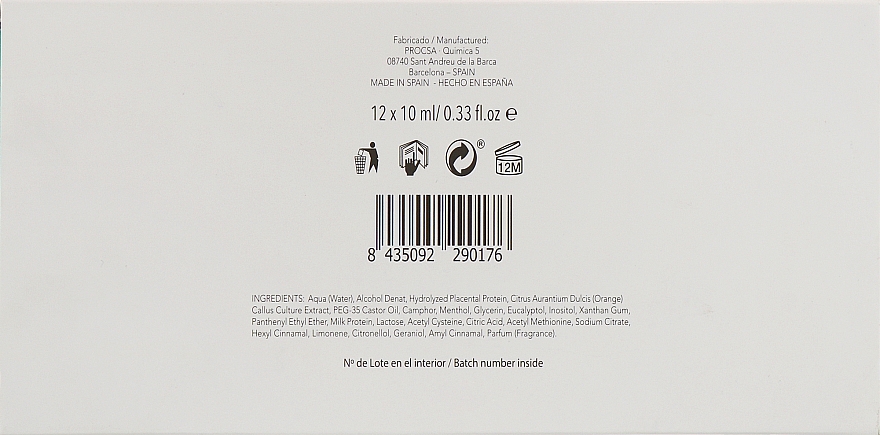 Fabricado / Manufactured:
PROCSA · Quimica 5
08740 Sant Andreu de la Barca
Barcelona – SPAIN
MADE IN SPAIN - HECHO EN ESPAÑA
12 x 10 ml/ 0.33 fl.oz ℮
®
12M
8 435092 290176
INGREDIENTS: Aqua (Water), Alcohol Denat, Hydrolyzed Placental Protein, Citrus Aurantium Dulcis (Orange)
Callus Culture Extract, PEG-35 Castor Oil, Camphor, Menthol, Glycerin, Eucalyptol, Inositol, Xanthan Gum,
Panthenyl Ethyl Ether, Milk Protein, Lactose, Acetyl Cysteine, Citric Acid, Acetyl Methionine, Sodium Citrate,
Hexyl Cinnamal, Limonene, Citronellol, Geraniol, Amyl Cinnamal, Parfum (Fragrance).
Nº de Lote en el interior / Batch number inside